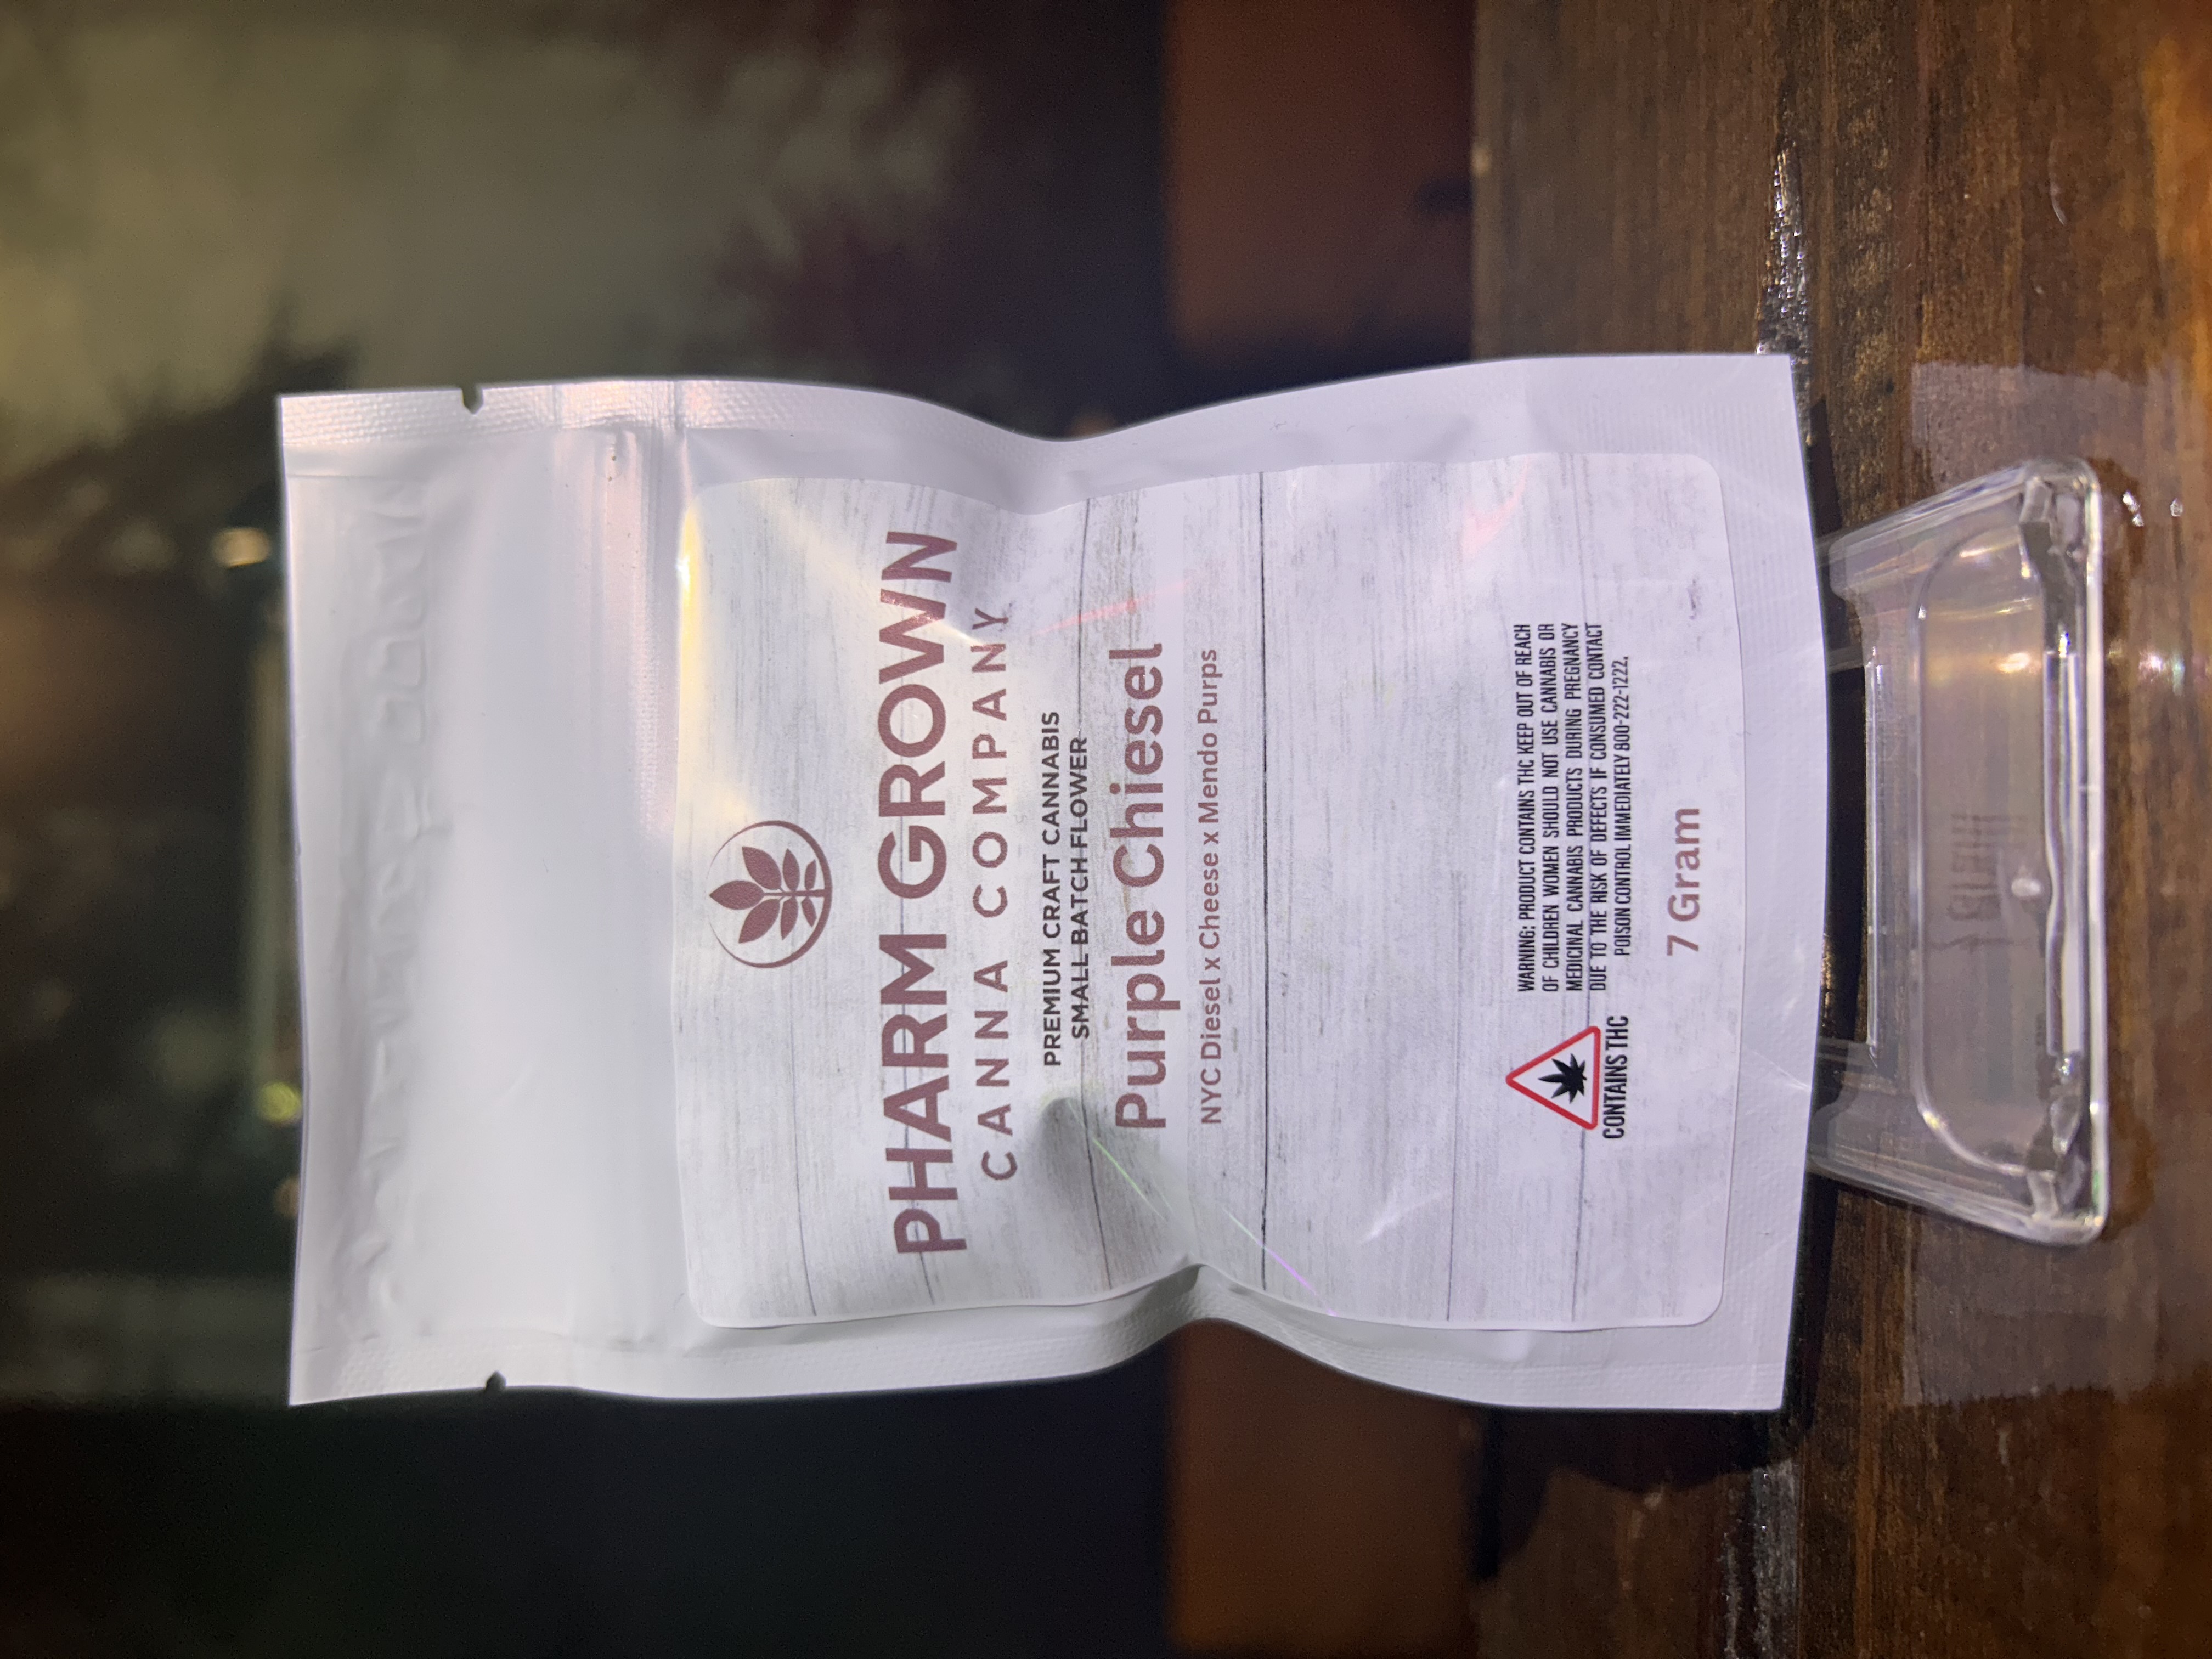 PHARM GROWN
CANNA COMPANY
PREMIUM CRAFT CANNABIS
SMALL BATCH FLOWER
Purple Chiesel
NYC Diesel x Cheese x Mendo Purps
WARNING: PRODUCT CONTAINS THC KEEP OUT OF REACH
OF CHILDREN WOMEN SHOULD NOT USE CANNABIS OR
MEDICINAL CANNABIS PRODUCTS DURING PREGNANCY
DUE TO THE RISK OF DEFECTS IF CONSUMED CONTACT
POISON CONTROL IMMEDIATELY 800-222-1222.
CONTAINS THC
7 Gram